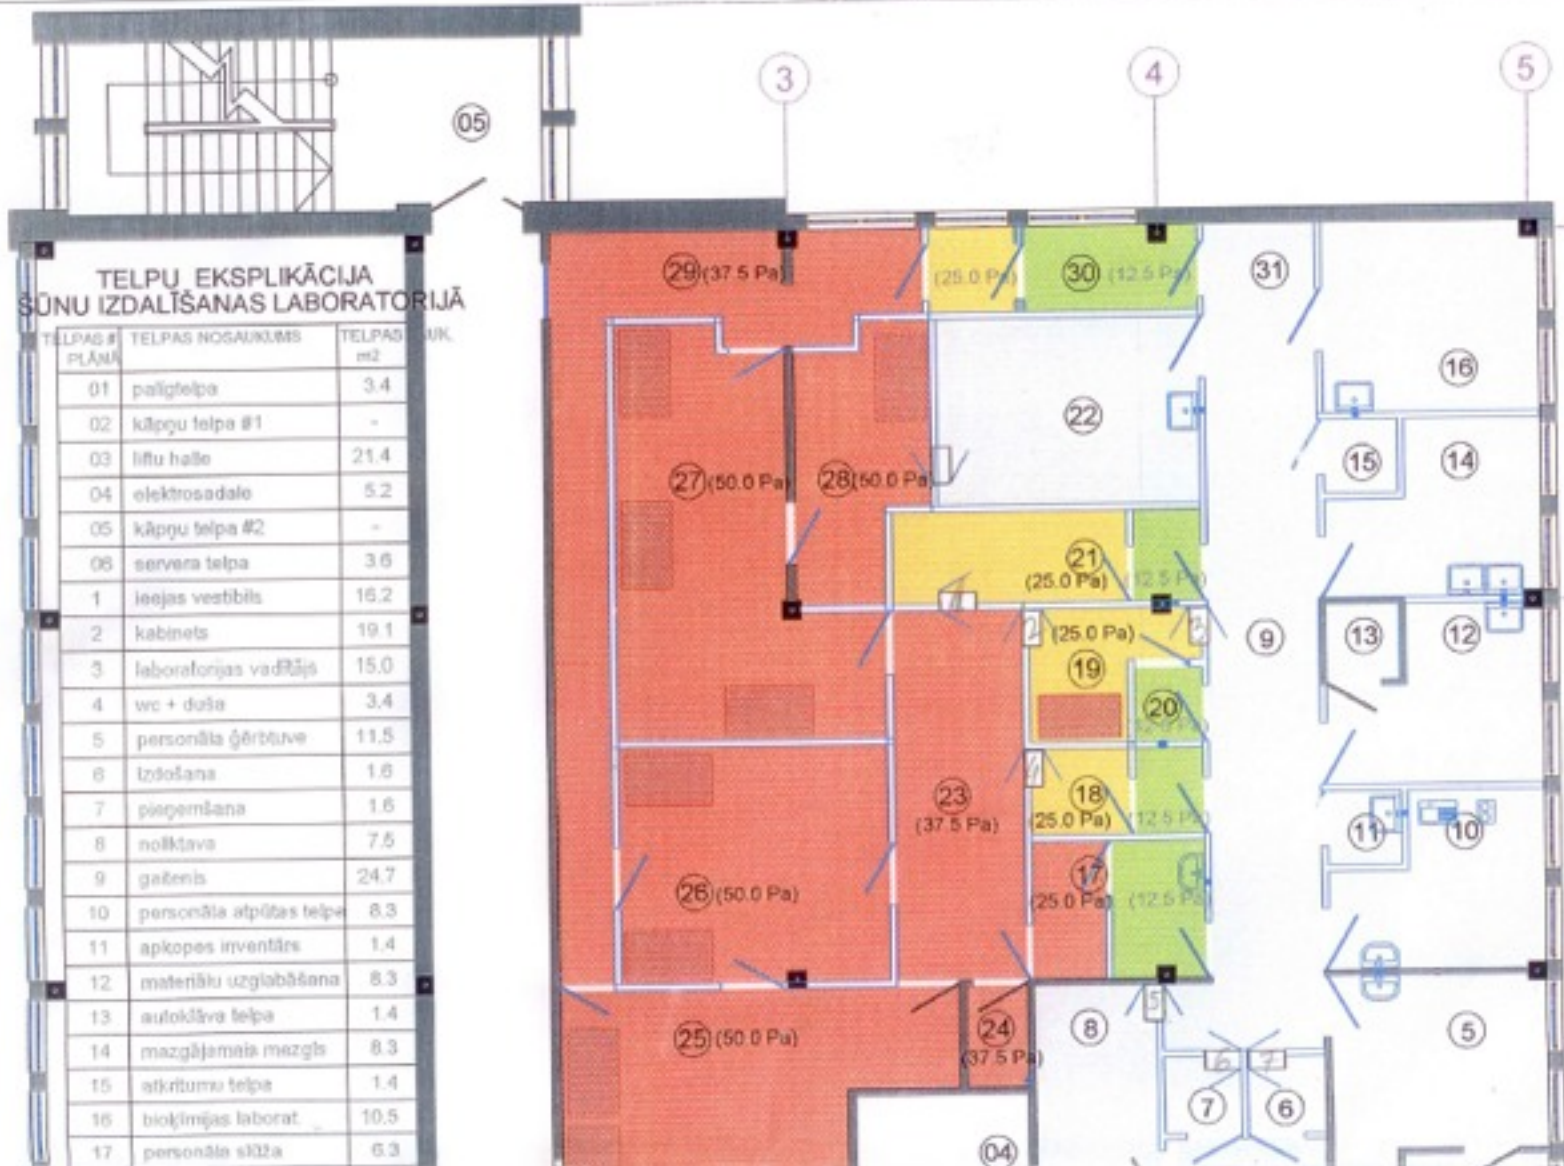 3
4
5
05
TELPU EKSPLIKĀCIJA
ŠŪNU IZDALĪŠANAS LABORATORIJĀ
TELPAS # PLĀNĀ TELPAS NOSAUKUMS TELPAS m2
01 palīgtelpa 3.4
02 kāpņu telpa #1 -
03 liftu halle 21.4
04 elektrosadale 5.2
05 kāpņu telpa #2 -
06 servera telpa 3.6
1 ieejas vestibils 16.2
2 kabinets 19.1
3 laboratorijas vadītājs 15.0
4 wc + duša 3.4
5 personāla ģērbtuve 11.5
6 izdošana 1.6
7 pieņemšana 1.6
8 noliktava 7.5
9 gaitenis 24.7
10 personāla atpūtas telpa 8.3
11 apkopes inventārs 1.4
12 materiālu uzglabāšana 8.3
13 autoklāva telpa 1.4
14 mazgājamais mezgls 8.3
15 atkritumu telpa 1.4
16 bioķīmijas laborat. 10.5
17 personāla slūža 6.3
29 (37.5 Pa)
(25.0 Pa)
30 (12.5 Pa)
31
16
22
27 (50.0 Pa)
28 (50.0 Pa)
15
14
21
(25.0 Pa)
(12.5 Pa)
1
2
(25.0 Pa)
3
19
9
13
12
20
23
(37.5 Pa)
4
18
(25.0 Pa)
(12.5 Pa)
11
10
26 (50.0 Pa)
17
(25.0 Pa)
(12.5 Pa)
25 (50.0 Pa)
24
(37.5 Pa)
8
5
5
6
7
7
6
04